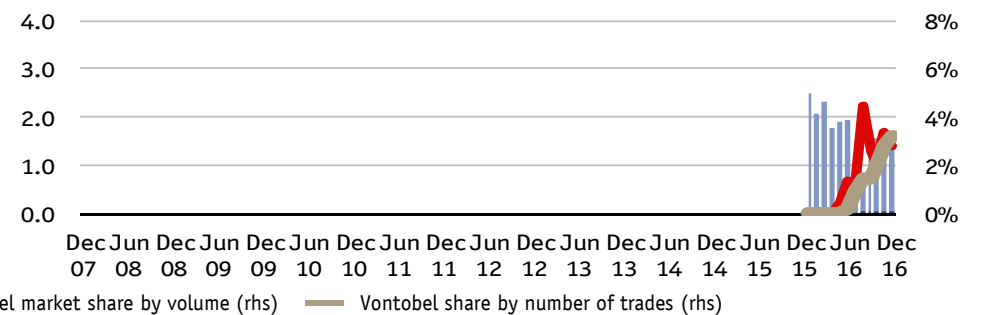 4.0 8%
3.0 6%
2.0 4%
1.0 2%
0.0 0%
Dec Jun Dec Jun Dec Jun Dec Jun Dec Jun Dec Jun Dec Jun Dec Jun Dec Jun Dec
07 08 08 09 09 10 10 11 11 12 12 13 13 14 14 15 15 16 16
el market share by volume (rhs) Vontobel share by number of trades (rhs)